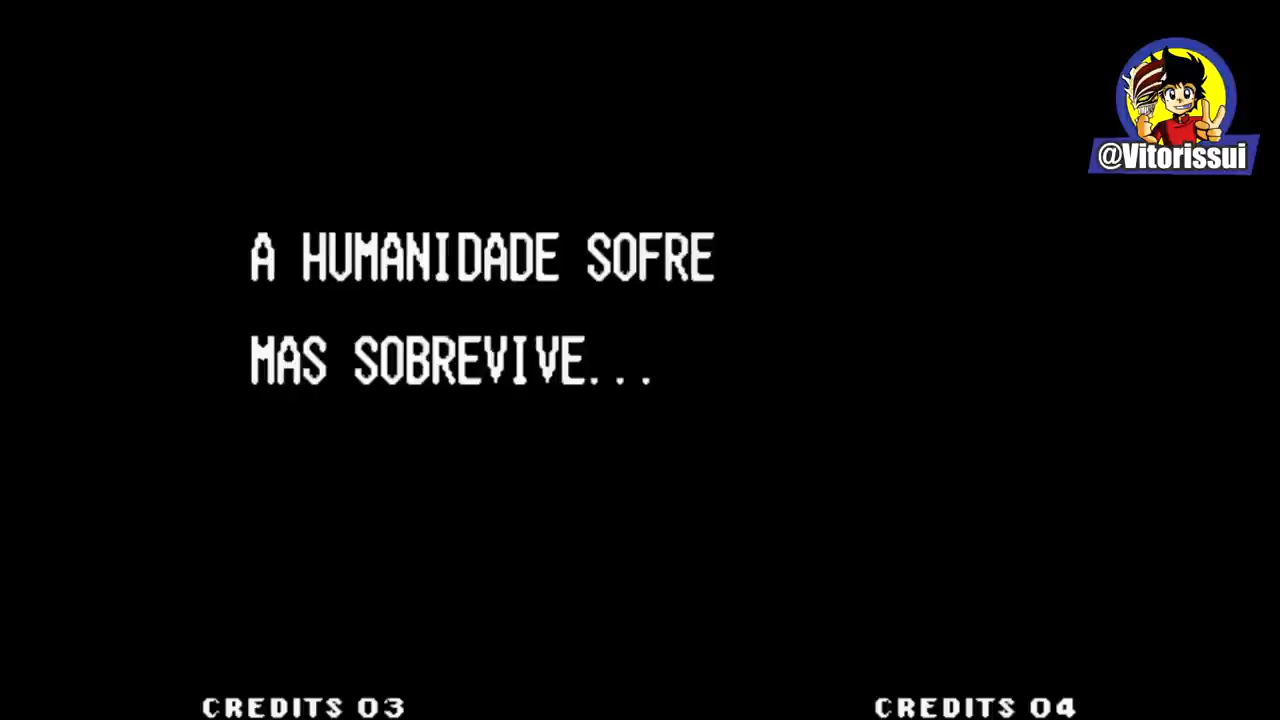 @Vitorissui
A HUMANIDADE SOFRE
MAS SOBREVIVE...
CREDITS 03
CREDITS 04